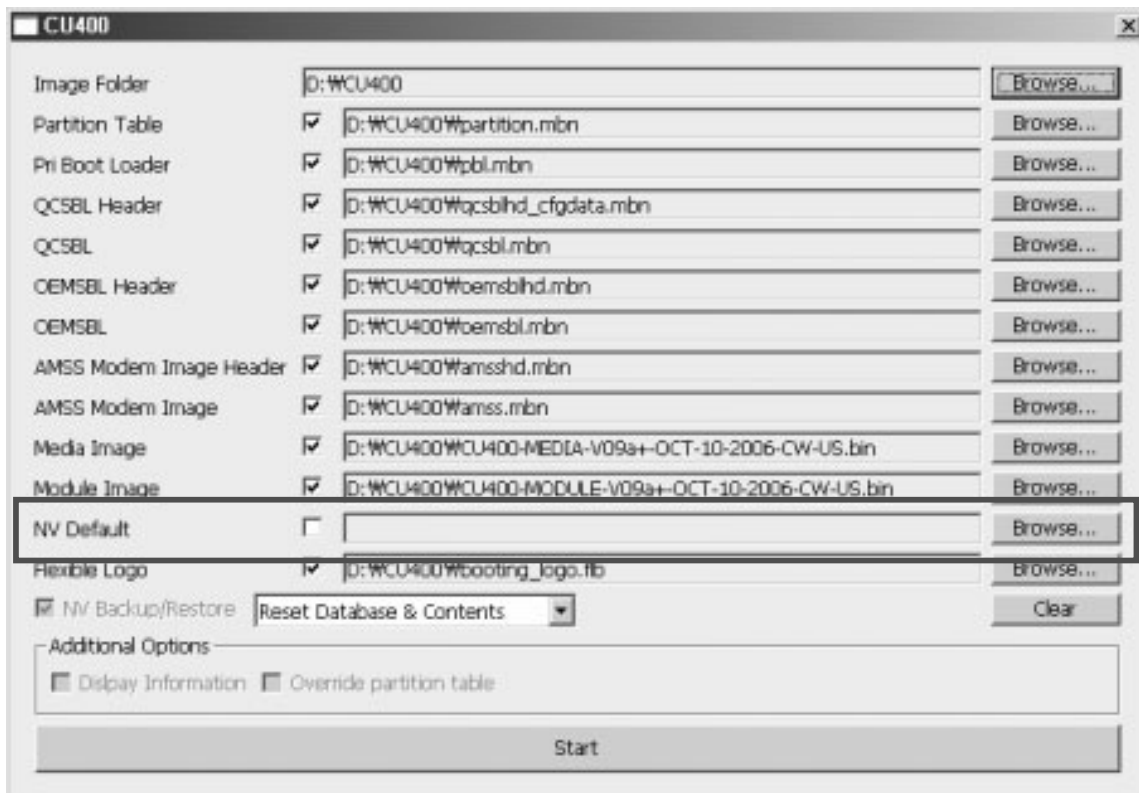 CU400
Image Folder D:₩CU400 Browse...
Partition Table D:₩CU400₩partition.mbn Browse...
Pri Boot Loader D:₩CU400₩pbl.mbn Browse...
QCSBL Header D:₩CU400₩qcsblhd_cfgdata.mbn Browse...
QCSBL D:₩CU400₩qcsbl.mbn Browse...
OEMSBL Header D:₩CU400₩oemsblhd.mbn Browse...
OEMSBL D:₩CU400₩oemsbl.mbn Browse...
AMSS Modem Image Header D:₩CU400₩amsshd.mbn Browse...
AMSS Modem Image D:₩CU400₩amss.mbn Browse...
Media Image D:₩CU400₩CU400-MEDIA-V09a+-OCT-10-2006-CW-US.bin Browse...
Module Image D:₩CU400₩CU400-MODULE-V09a+-OCT-10-2006-CW-US.bin Browse...
NV Default Browse...
Flexible Logo D:₩CU400₩booting_logo.flb Browse...
NV Backup/Restore Reset Database & Contents Clear
Additional Options
Dislpay Information Override partition table
Start